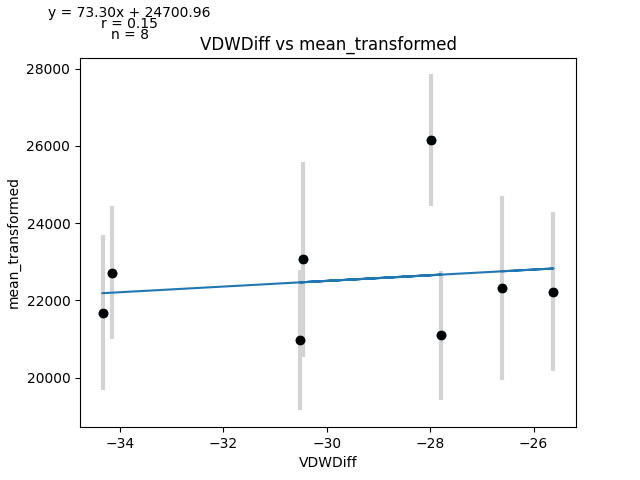 y = 73.30x + 24700.96
r = 0.15
n = 8
VDWDiff vs mean_transformed
28000
26000
24000
22000
20000
mean_transformed
−34
−32
−30
−28
−26
VDWDiff